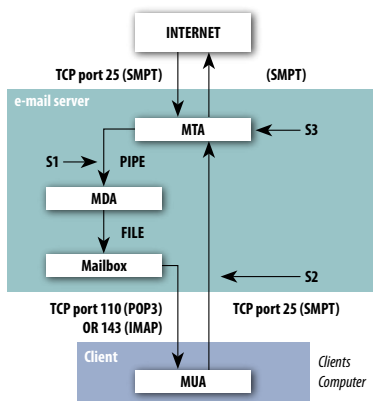 INTERNET
TCP port 25 (SMPT)
(SMPT)
e-mail server
MTA
S3
S1
PIPE
MDA
FILE
Mailbox
S2
TCP port 110 (POP3)
OR 143 (IMAP)
TCP port 25 (SMPT)
Client
Clients
Computer
MUA